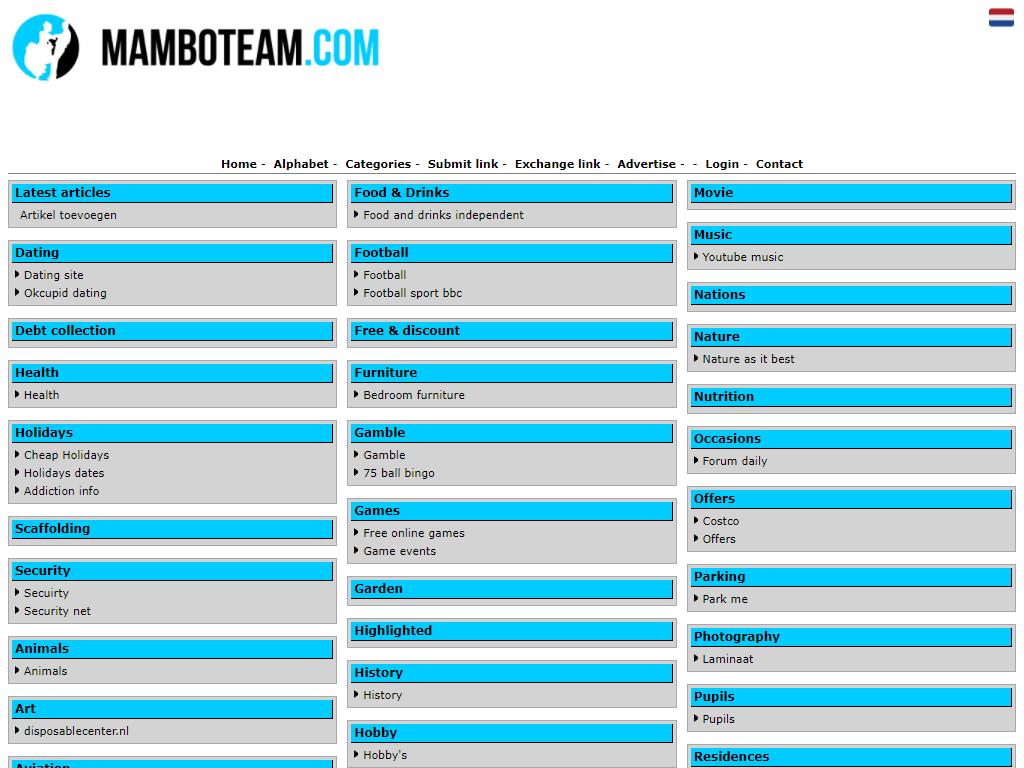 MAMBOTEAM.COM
Home - Alphabet - Categories - Submit link - Exchange link - Advertise - - Login - Contact
Latest articles
Artikel toevoegen
Dating
Dating site
Okcupid dating
Debt collection
Health
Health
Holidays
Cheap Holidays
Holidays dates
Addiction info
Scaffolding
Security
Secuirty
Security net
Animals
Animals
Art
disposablecenter.nl
Aviation
Food & Drinks
Food and drinks independent
Football
Football
Football sport bbc
Free & discount
Furniture
Bedroom furniture
Gamble
Gamble
75 ball bingo
Games
Free online games
Game events
Garden
Highlighted
History
History
Hobby
Hobby's
Movie
Music
Youtube music
Nations
Nature
Nature as it best
Nutrition
Occasions
Forum daily
Offers
Costco
Offers
Parking
Park me
Photography
Laminaat
Pupils
Pupils
Residences